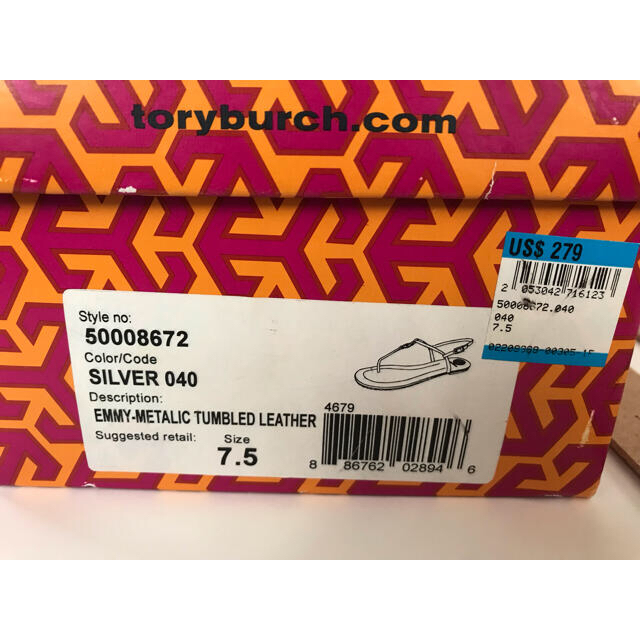 toryburch.com
US$ 279
2 053042 716123
50008672.040
040
7.5
Style no:
50008672
Color/Code
SILVER 040
Description:
EMMY-METALIC TUMBLED LEATHER
Suggested retail: Size
7.5
4679
8 86762 02894 6